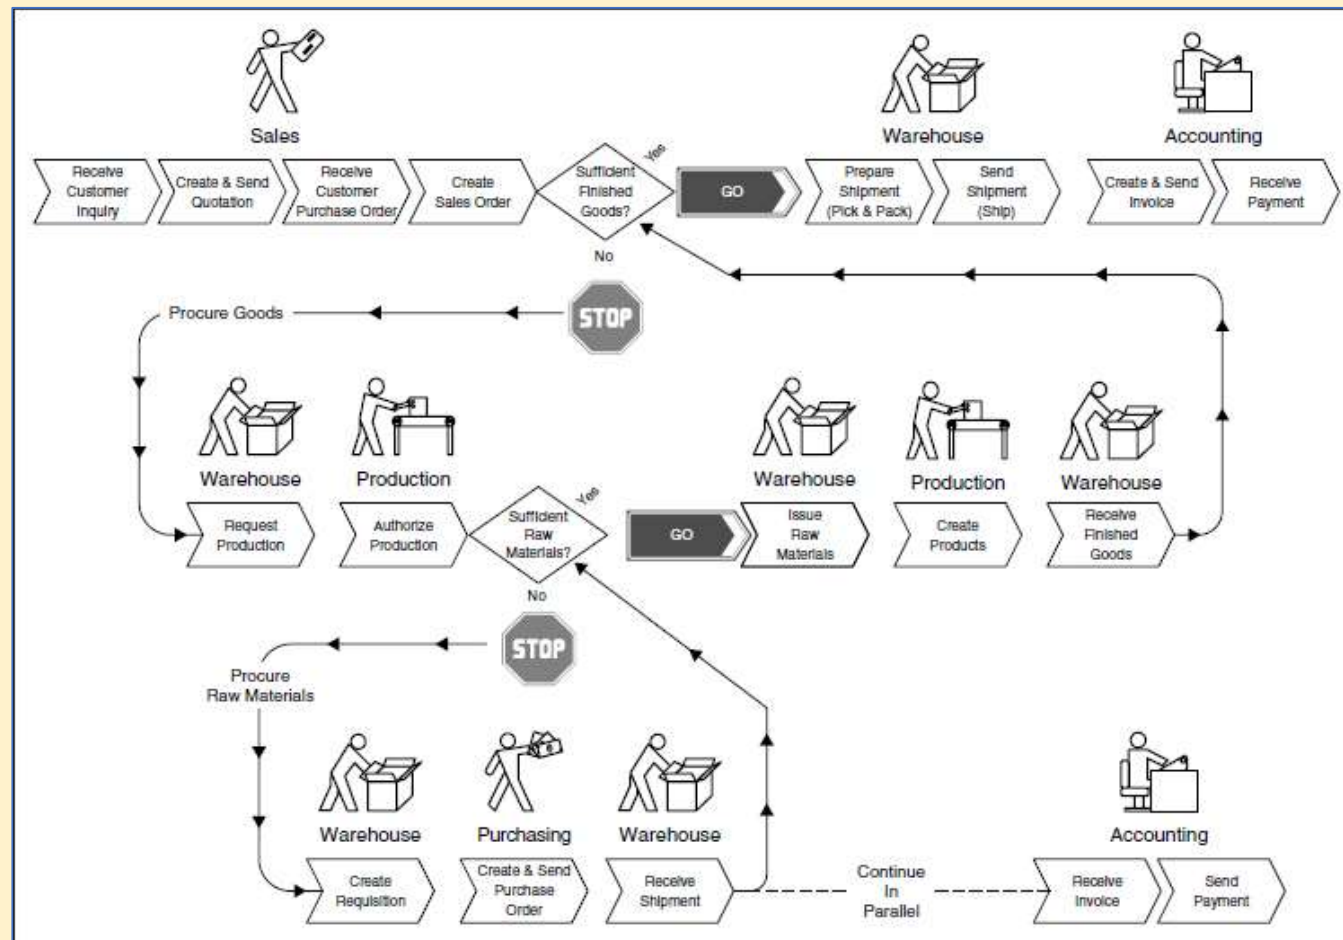 Sales
Warehouse
Accounting
Receive
Customer
Inquiry
Create & Send
Quotation
Receive
Customer
Purchase Order
Create
Sales Order
Sufficient
Finished
Goods?
Yes
GO
Prepare
Shipment
(Pick & Pack)
Send
Shipment
(Ship)
Create & Send
Invoice
Receive
Payment
No
STOP
Procure Goods
Warehouse
Production
Warehouse
Production
Warehouse
Request
Production
Authorize
Production
Sufficient
Raw
Materials?
Yes
GO
Issue
Raw
Materials
Create
Products
Receive
Finished
Goods
No
STOP
Procure
Raw Materials
Warehouse
Purchasing
Warehouse
Accounting
Create
Requisition
Create & Send
Purchase
Order
Receive
Shipment
Continue
In
Parallel
Receive
Invoice
Send
Payment